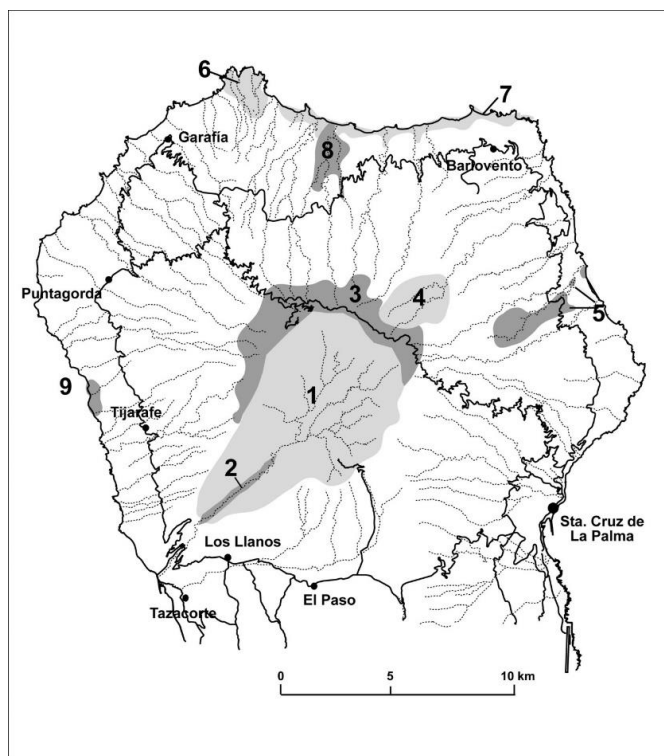 6
7
Garafía
8
Barlovento
Puntagorda
3
4
5
9
1
Tijarafe
2
Los Llanos
Sta. Cruz de
La Palma
Tazacorte
El Paso
0 5 10 km